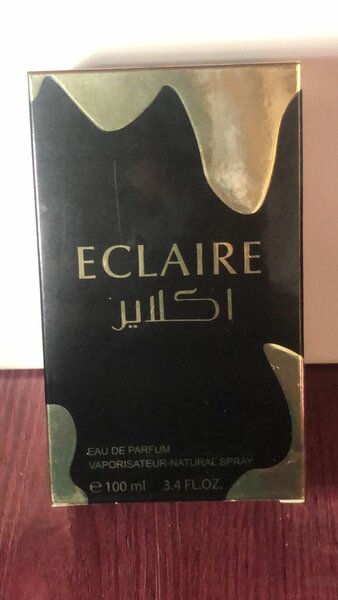 ECLAIRE
اكلاير
EAU DE PARFUM
VAPORISATEUR-NATURAL SPRAY
℮ 100 ml 3.4 FL.OZ.